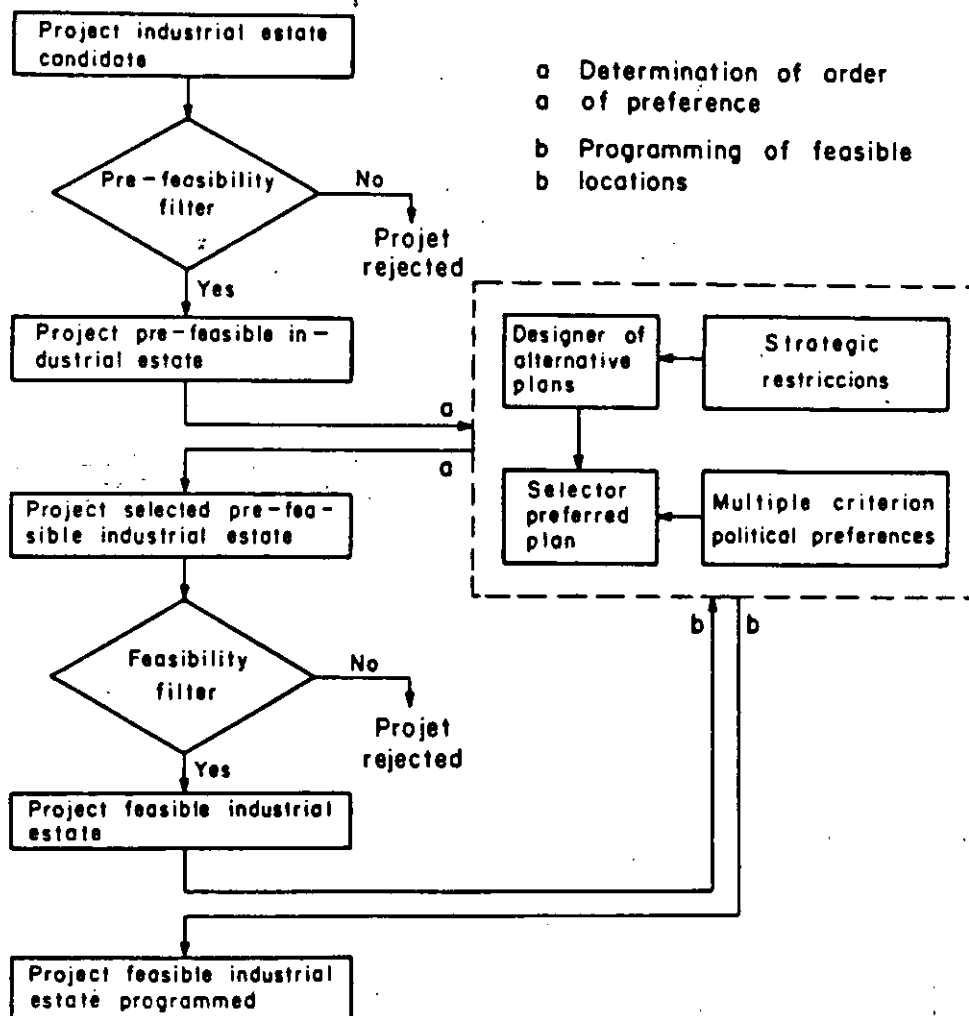 Project industrial estate
candidate
a Determination of order
a of preference
b Programming of feasible
b locations
Pre-feasibility
filter
No
Projet
rejected
Yes
Project pre-feasible in-
dustrial estate
a
a
Designer of
alternative
plans
Strategic
restriccions
Selector
preferred
plan
Multiple criterion
political preferences
Project selected pre-fea-
sible industrial estate
b b
Feasibility
filter
No
Projet
rejected
Yes
Project feasible industrial
estate
Project feasible industrial
estate programmed